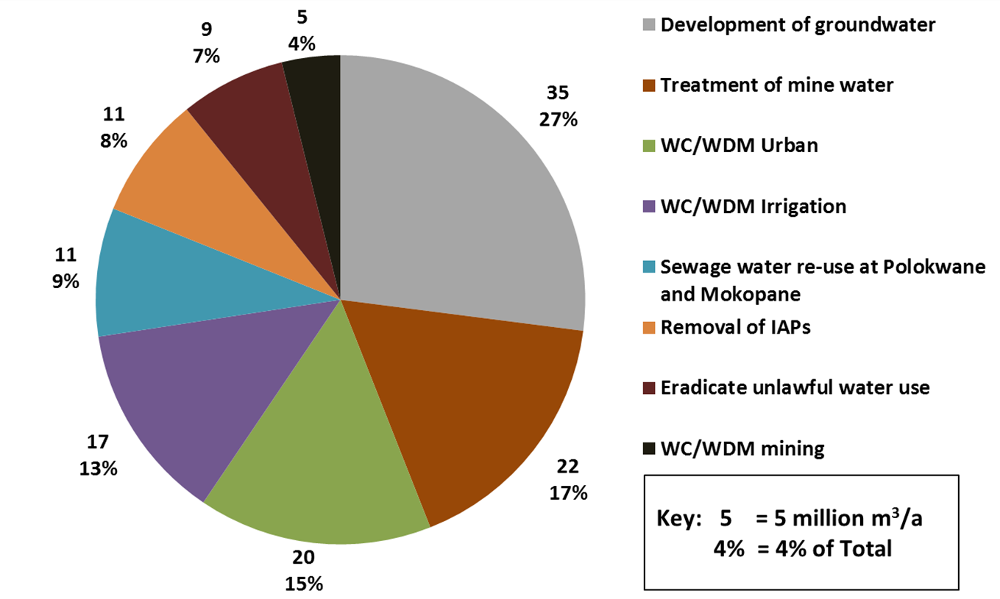 5
4%
9
7%
11
8%
11
9%
17
13%
20
15%
22
17%
35
27%
Development of groundwater
Treatment of mine water
WC/WDM Urban
WC/WDM Irrigation
Sewage water re-use at Polokwane
and Mokopane
Removal of IAPs
Eradicate unlawful water use
WC/WDM mining
Key: 5 = 5 million m³/a
4% = 4% of Total